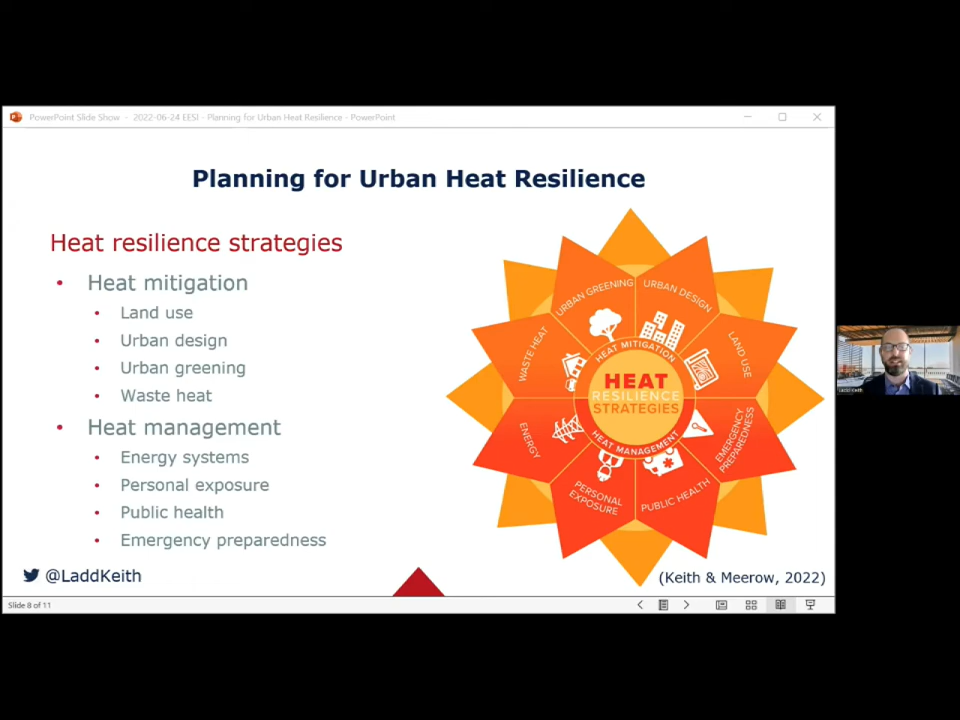 PowerPoint Slide Show - 2022-06-24 EESI - Planning for Urban Heat Resilience - PowerPoint
Planning for Urban Heat Resilience
Heat resilience strategies
• Heat mitigation
• Land use
• Urban design
• Urban greening
• Waste heat
• Heat management
• Energy systems
• Personal exposure
• Public health
• Emergency preparedness
URBAN GREENING
URBAN DESIGN
WASTE HEAT
LAND USE
HEAT MITIGATION
HEAT
RESILIENCE
STRATEGIES
HEAT MANAGEMENT
ENERGY
EMERGENCY
PREPAREDNESS
PERSONAL
EXPOSURE
PUBLIC HEALTH
@LaddKeith
(Keith & Meerow, 2022)
Slide 8 of 11
Ladd Keith